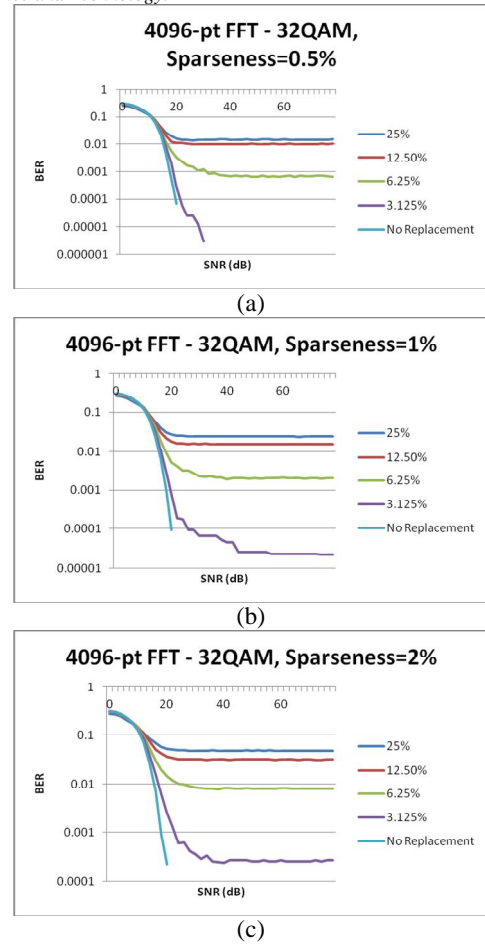 4096-pt FFT - 32QAM,
Sparseness=0.5%
1
0.1
0.01
0.001
0.0001
0.00001
0.000001
0 20 40 60
BER
SNR (dB)
25%
12.50%
6.25%
3.125%
No Replacement
(a)
4096-pt FFT - 32QAM, Sparseness=1%
1
0.1
0.01
0.001
0.0001
0.00001
0 20 40 60
BER
SNR (dB)
25%
12.50%
6.25%
3.125%
No Replacement
(b)
4096-pt FFT - 32QAM, Sparseness=2%
1
0.1
0.01
0.001
0.0001
0 20 40 60
BER
SNR (dB)
25%
12.50%
6.25%
3.125%
No Replacement
(c)